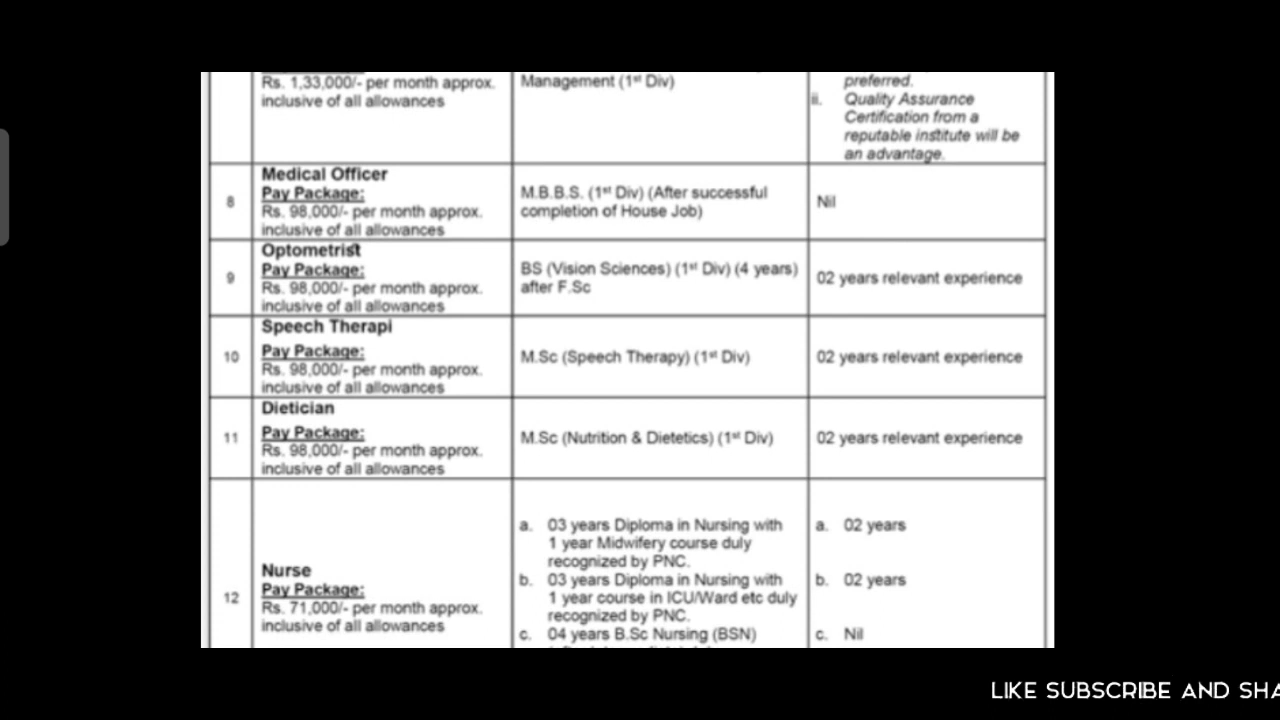 Rs. 1,33,000/- per month approx.
inclusive of all allowances
Management (1st Div)
preferred.
ii. Quality Assurance
Certification from a
reputable institute will be
an advantage.
8
Medical Officer
Pay Package:
Rs. 98,000/- per month approx.
inclusive of all allowances
M.B.B.S. (1st Div) (After successful
completion of House Job)
Nil
9
Optometrist
Pay Package:
Rs. 98,000/- per month approx.
inclusive of all allowances
BS (Vision Sciences) (1st Div) (4 years)
after F.Sc
02 years relevant experience
10
Speech Therapi
Pay Package:
Rs. 98,000/- per month approx.
inclusive of all allowances
M.Sc (Speech Therapy) (1st Div)
02 years relevant experience
11
Dietician
Pay Package:
Rs. 98,000/- per month approx.
inclusive of all allowances
M.Sc (Nutrition & Dietetics) (1st Div)
02 years relevant experience
12
Nurse
Pay Package:
Rs. 71,000/- per month approx.
inclusive of all allowances
a. 03 years Diploma in Nursing with
1 year Midwifery course duly
recognized by PNC.
b. 03 years Diploma in Nursing with
1 year course in ICU/Ward etc duly
recognized by PNC.
c. 04 years B.Sc Nursing (BSN)
a. 02 years
b. 02 years
c. Nil
LIKE SUBSCRIBE AND SHA